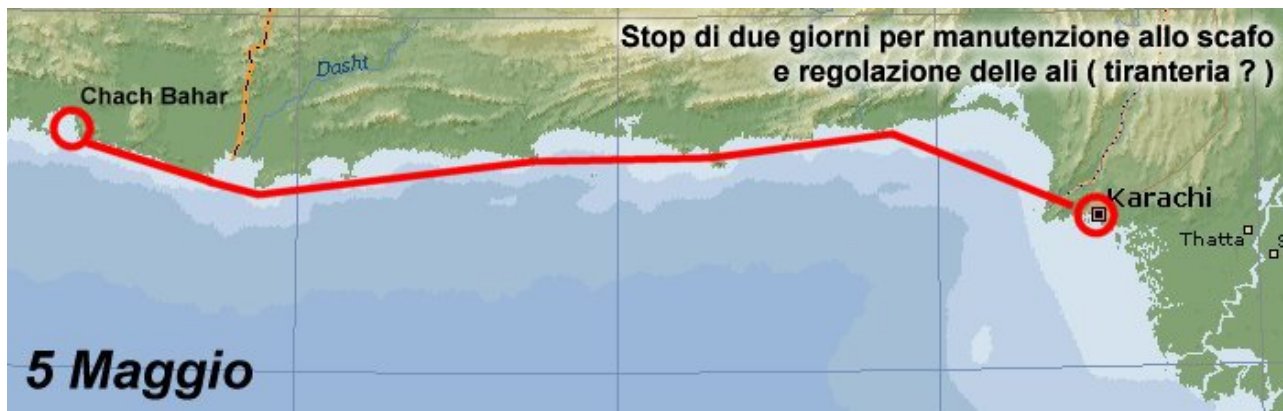 Stop di due giorni per manutenzione allo scafo
e regolazione delle ali ( tiranteria ? )
Dasht
Chach Bahar
Karachi
Thatta
5 Maggio